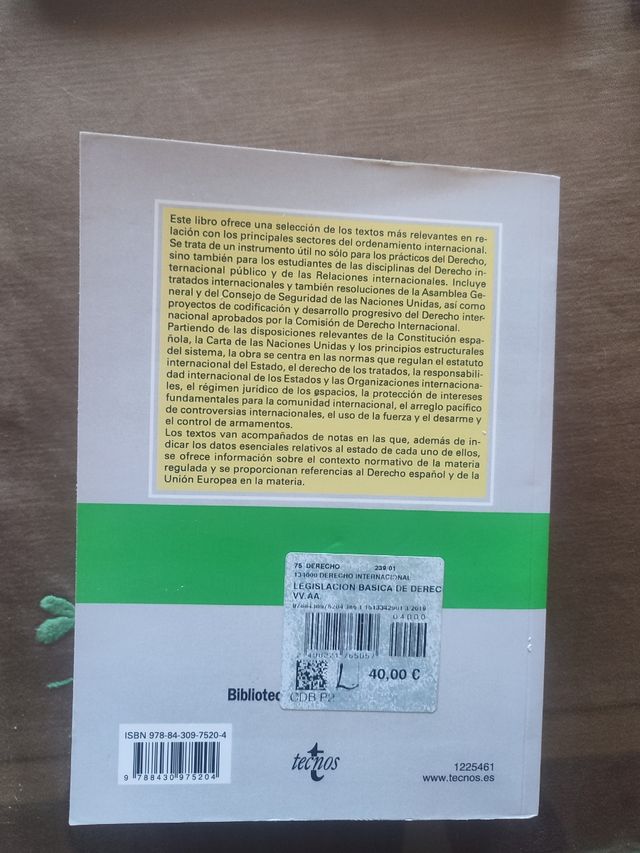 Este libro ofrece una selección de los textos más relevantes en re-
lación con los principales sectores del ordenamiento internacional.
Se trata de un instrumento útil no sólo para los prácticos del Derecho,
sino también para los estudiantes de las disciplinas del Derecho in-
ternacional público y de las Relaciones internacionales. Incluye
tratados internacionales y también resoluciones de la Asamblea Ge-
neral y del Consejo de Seguridad de las Naciones Unidas, así como
proyectos de codificación y desarrollo progresivo del Derecho inter-
nacional aprobados por la Comisión de Derecho Internacional.
Partiendo de las disposiciones relevantes de la Constitución espa-
ñola, la Carta de las Naciones Unidas y los principios estructurales
del sistema, la obra se centra en las normas que regulan el estatuto
internacional del Estado, el derecho de los tratados, la responsabili-
dad internacional de los Estados y las Organizaciones internaciona-
les, el régimen jurídico de los espacios, la protección de intereses
fundamentales para la comunidad internacional, el arreglo pacífico
de controversias internacionales, el uso de la fuerza y el desarme y
el control de armamentos.
Los textos van acompañados de notas en las que, además de in-
dicar los datos esenciales relativos al estado de cada uno de ellos,
se ofrece información sobre el contexto normativo de la materia
regulada y se proporcionan referencias al Derecho español y de la
Unión Europea en la materia.
75 DERECHO 239 01
131000 DERECHO INTERNACIONAL
LEGISLACION BASICA DE DEREC
VV.AA.
04000
40,00 €
CDB P2
Bibliotec
ISBN 978-84-309-7520-4
9 788430 975204
tecnos
1225461
www.tecnos.es